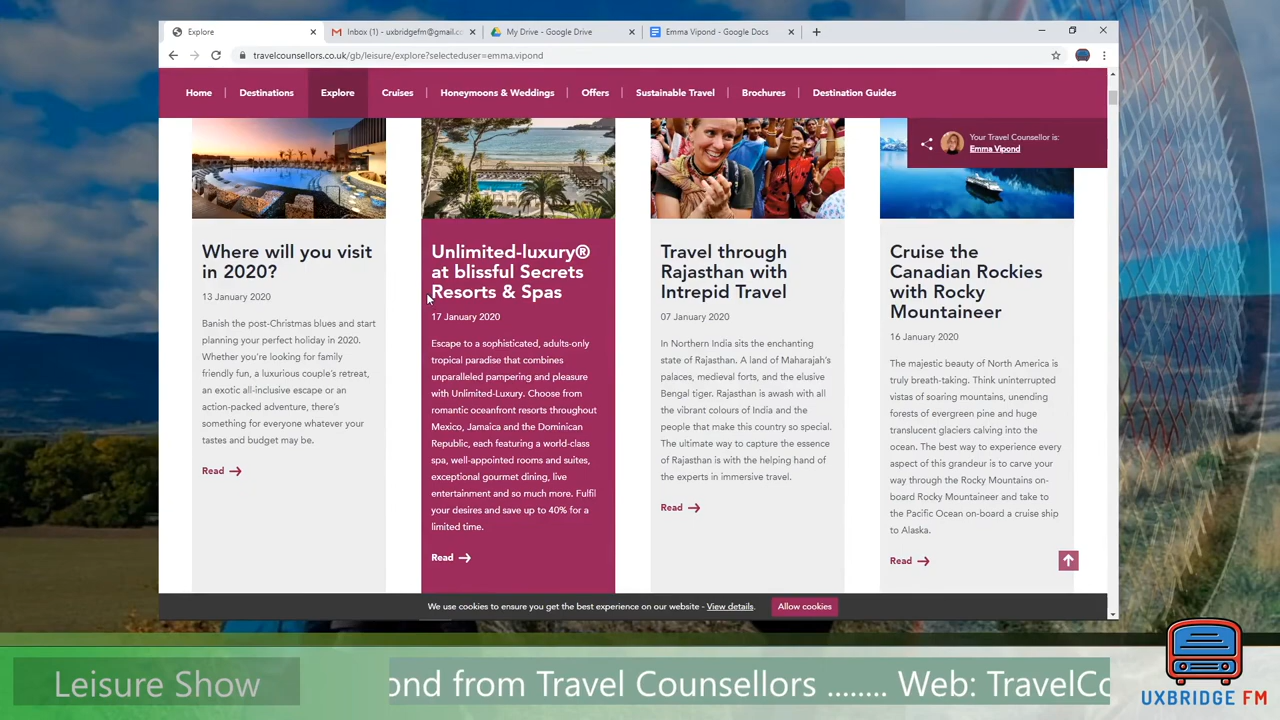 Explore
Inbox (1) - uxbridgefm@gmail.co
My Drive - Google Drive
Emma Vipond - Google Docs
travelcounsellors.co.uk/gb/leisure/explore?selecteduser=emma.vipond
Home | Destinations Explore Cruises | Honeymoons & Weddings | Offers | Sustainable Travel | Brochures | Destination Guides
Your Travel Counsellor is:
Emma Vipond
Where will you visit
in 2020?
13 January 2020
Banish the post-Christmas blues and start
planning your perfect holiday in 2020.
Whether you're looking for family
friendly fun, a luxurious couple's retreat,
an exotic all-inclusive escape or an
action-packed adventure, there's
something for everyone whatever your
tastes and budget may be.
Read
Unlimited-luxury®
at blissful Secrets
Resorts & Spas
17 January 2020
Escape to a sophisticated, adults-only
tropical paradise that combines
unparalleled pampering and pleasure
with Unlimited-Luxury. Choose from
romantic oceanfront resorts throughout
Mexico, Jamaica and the Dominican
Republic, each featuring a world-class
spa, well-appointed rooms and suites,
exceptional gourmet dining, live
entertainment and so much more. Fulfil
your desires and save up to 40% for a
limited time.
Read
Travel through
Rajasthan with
Intrepid Travel
07 January 2020
In Northern India sits the enchanting
state of Rajasthan. A land of Maharajah's
palaces, medieval forts, and the elusive
Bengal tiger. Rajasthan is awash with all
the vibrant colours of India and the
people that make this country so special.
The ultimate way to capture the essence
of Rajasthan is with the helping hand of
the experts in immersive travel.
Read
Cruise the
Canadian Rockies
with Rocky
Mountaineer
16 January 2020
The majestic beauty of North America is
truly breath-taking. Think uninterrupted
vistas of soaring mountains, unending
forests of evergreen pine and huge
translucent glaciers calving into the
ocean. The best way to experience every
aspect of this grandeur is to carve your
way through the Rocky Mountains on-
board Rocky Mountaineer and take to
the Pacific Ocean on-board a cruise ship
to Alaska.
Read
We use cookies to ensure you get the best experience on our website - View details.
Allow cookies
Leisure Show
ond from Travel Counsellors ........ Web: TravelCo
UXBRIDGE FM